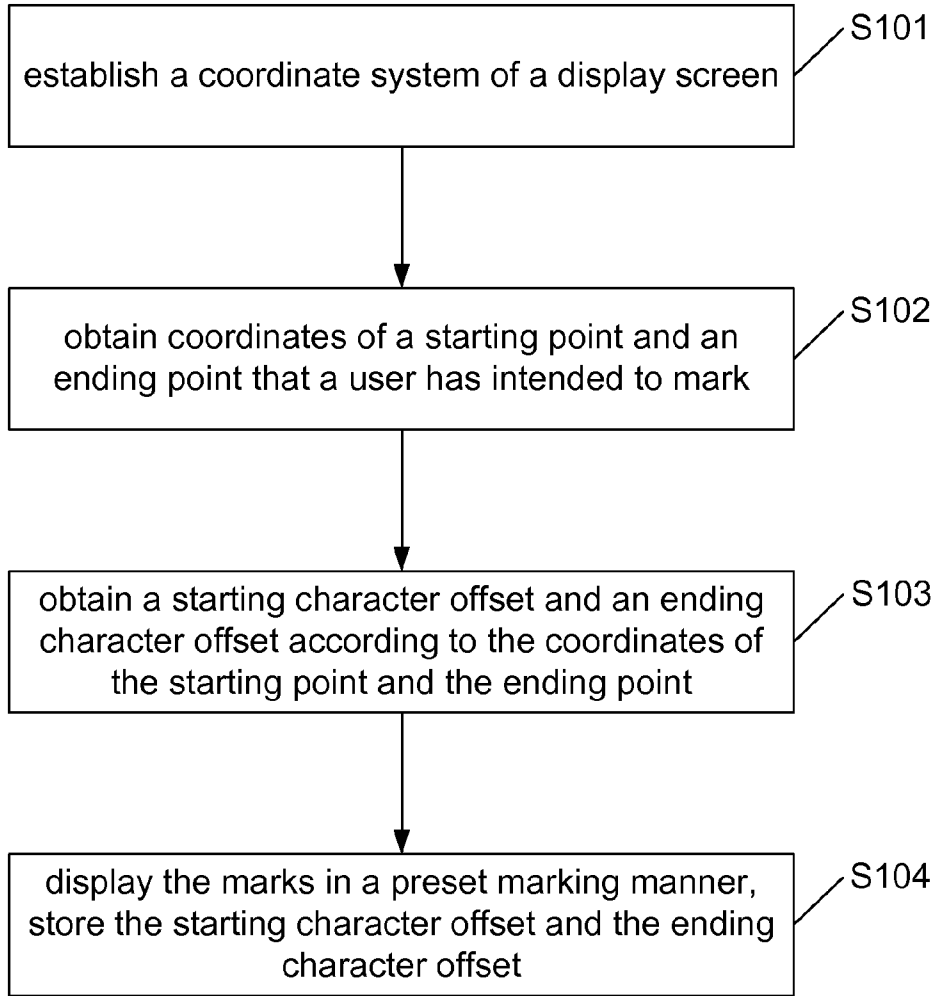 S101
establish a coordinate system of a display screen
S102
obtain coordinates of a starting point and an
ending point that a user has intended to mark
S103
obtain a starting character offset and an ending
character offset according to the coordinates of
the starting point and the ending point
S104
display the marks in a preset marking manner,
store the starting character offset and the ending
character offset